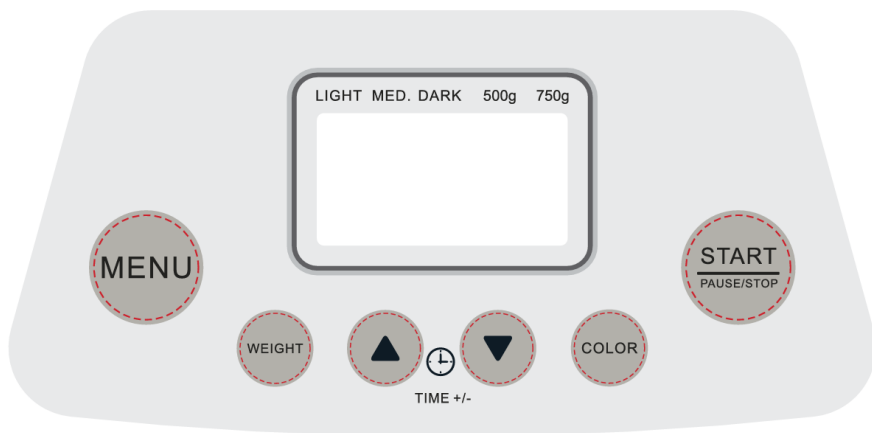 LIGHT MED. DARK 500g 750g
MENU
START
PAUSE/STOP
WEIGHT
COLOR
TIME +/-